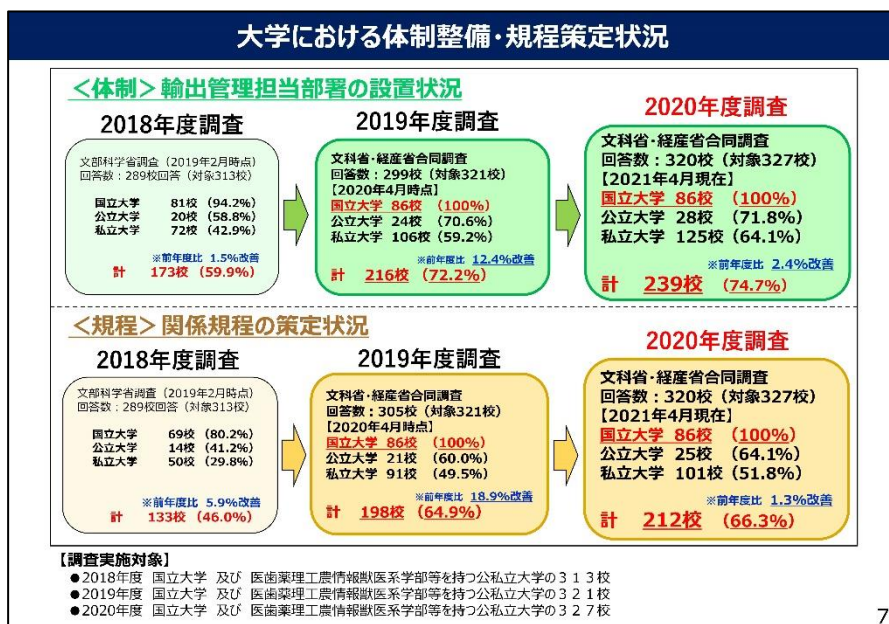 大学における体制整備・規程策定状況
＜体制＞輸出管理担当部署の設置状況
2018年度調査
文部科学省調査（2019年2月時点）
回答数：289校回答（対象313校）
国立大学 81校（94.2%）
公立大学 20校（58.8%）
私立大学 72校（42.9%）
※前年度比 1.5%改善
計 173校（59.9%）
2019年度調査
文科省・経産省合同調査
回答数：299校（対象321校）
【2020年4月時点】
国立大学 86校（100%）
公立大学 24校（70.6%）
私立大学 106校（59.2%）
※前年度比 12.4%改善
計 216校（72.2%）
2020年度調査
文科省・経産省合同調査
回答数：320校（対象327校）
【2021年4月現在】
国立大学 86校（100%）
公立大学 28校（71.8%）
私立大学 125校（64.1%）
※前年度比 2.4%改善
計 239校（74.7%）
＜規程＞関係規程の策定状況
2018年度調査
文部科学省調査（2019年2月時点）
回答数：289校回答（対象313校）
国立大学 69校（80.2%）
公立大学 14校（41.2%）
私立大学 50校（29.8%）
※前年度比 5.9%改善
計 133校（46.0%）
2019年度調査
文科省・経産省合同調査
回答数：305校（対象321校）
【2020年4月時点】
国立大学 86校（100%）
公立大学 21校（60.0%）
私立大学 91校（49.5%）
※前年度比 18.9%改善
計 198校（64.9%）
2020年度調査
文科省・経産省合同調査
回答数：320校（対象327校）
【2021年4月現在】
国立大学 86校（100%）
公立大学 25校（64.1%）
私立大学 101校（51.8%）
※前年度比 1.3%改善
計 212校（66.3%）
【調査実施対象】
●2018年度 国立大学 及び 医歯薬理工農情報獣医系学部等を持つ公私立大学の３１３校
●2019年度 国立大学 及び 医歯薬理工農情報獣医系学部等を持つ公私立大学の３２１校
●2020年度 国立大学 及び 医歯薬理工農情報獣医系学部等を持つ公私立大学の３２７校
7